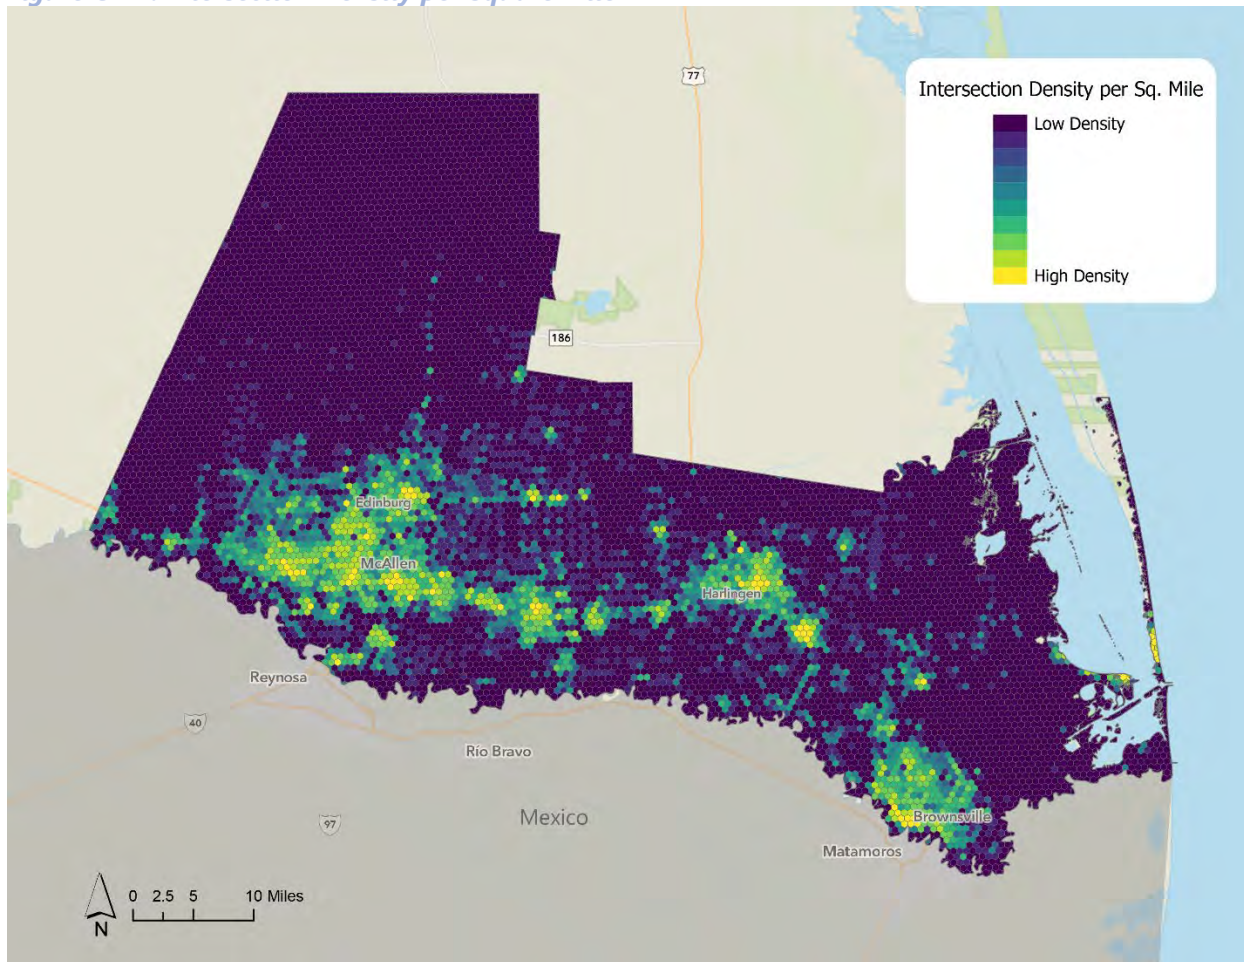 77
Intersection Density per Sq. Mile
Low Density
High Density
186
Edinburg
McAllen
Harlingen
Reynosa
40
Río Bravo
97
Mexico
Brownsville
Matamoros
0 2.5 5 10 Miles
N